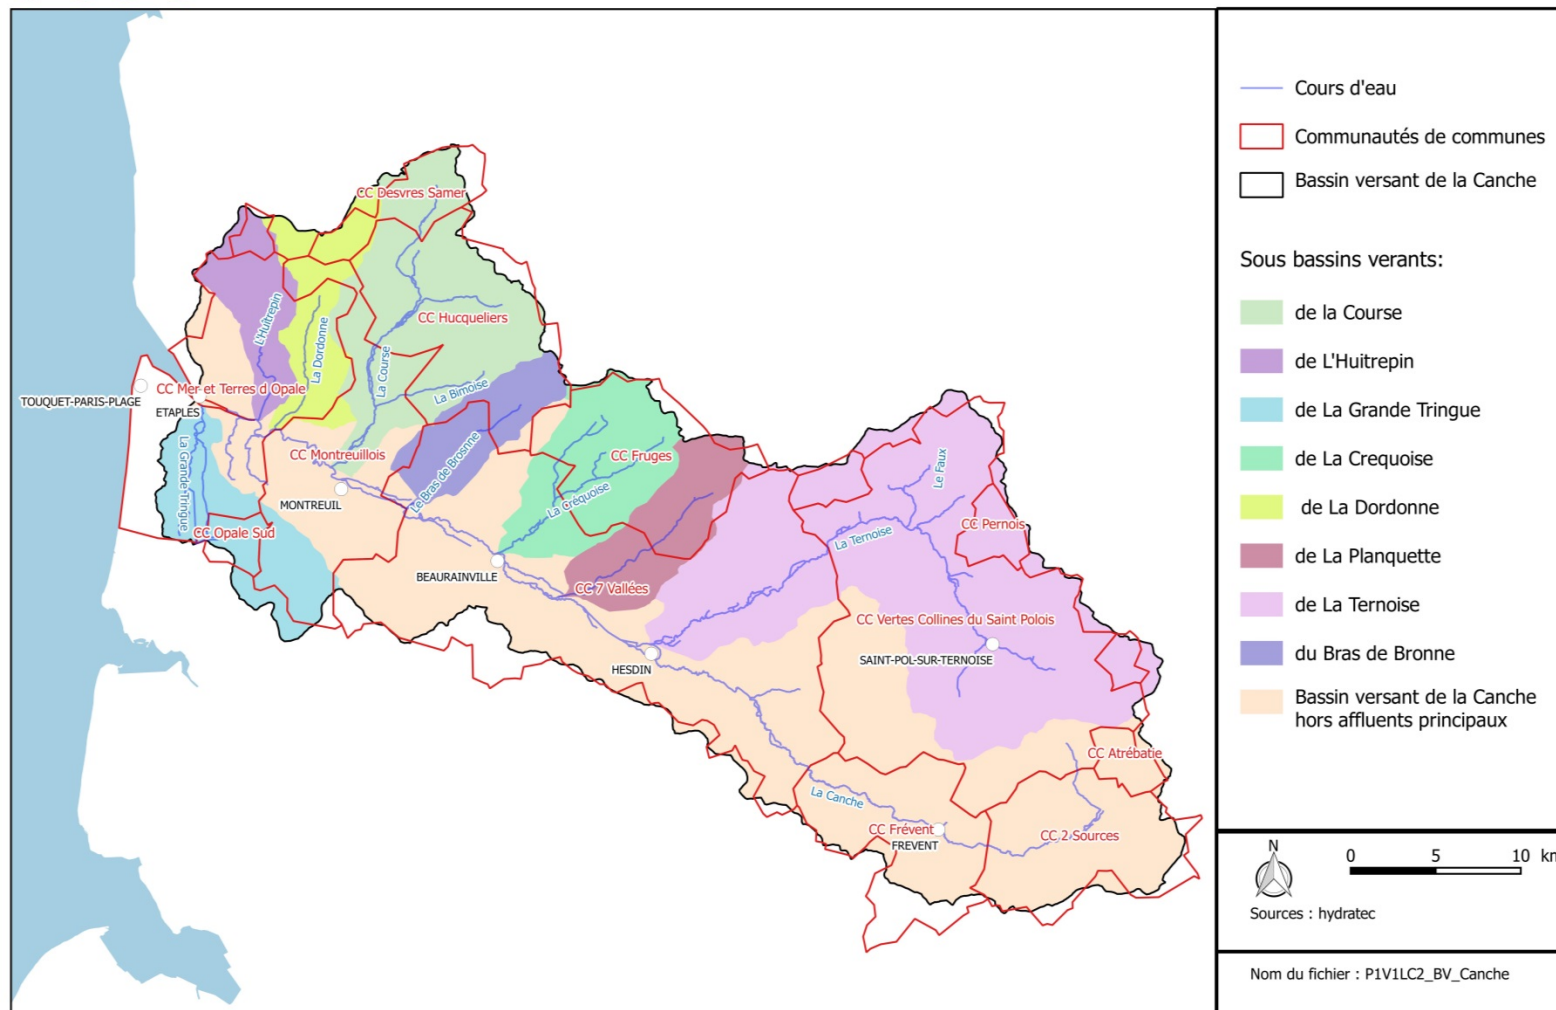 CC Desvres Samer
L'Huîtrepin
La Dordonne
CC Hucqueliers
La Course
La Bimoise
CC Mer et Terres d Opale
TOUQUET-PARIS-PLAGE
ETAPLES
La Grande Tringue
CC Montreuillois
Le Bras de Brosnne
CC Fruges
MONTREUIL
La Créquoise
CC Opale Sud
Le Faux
CC Pernois
La Ternoise
BEAURAINVILLE
CC 7 Vallées
CC Vertes Collines du Saint Polois
SAINT-POL-SUR-TERNOISE
HESDIN
CC Atrébatie
La Canche
CC Frévent
FREVENT
CC 2 Sources
Cours d'eau
Communautés de communes
Bassin versant de la Canche
Sous bassins verants:
de la Course
de L'Huitrepin
de La Grande Tringue
de La Crequoise
de La Dordonne
de La Planquette
de La Ternoise
du Bras de Bronne
Bassin versant de la Canche
hors affluents principaux
N
0 5 10 km
Sources : hydratec
Nom du fichier : P1V1LC2_BV_Canche